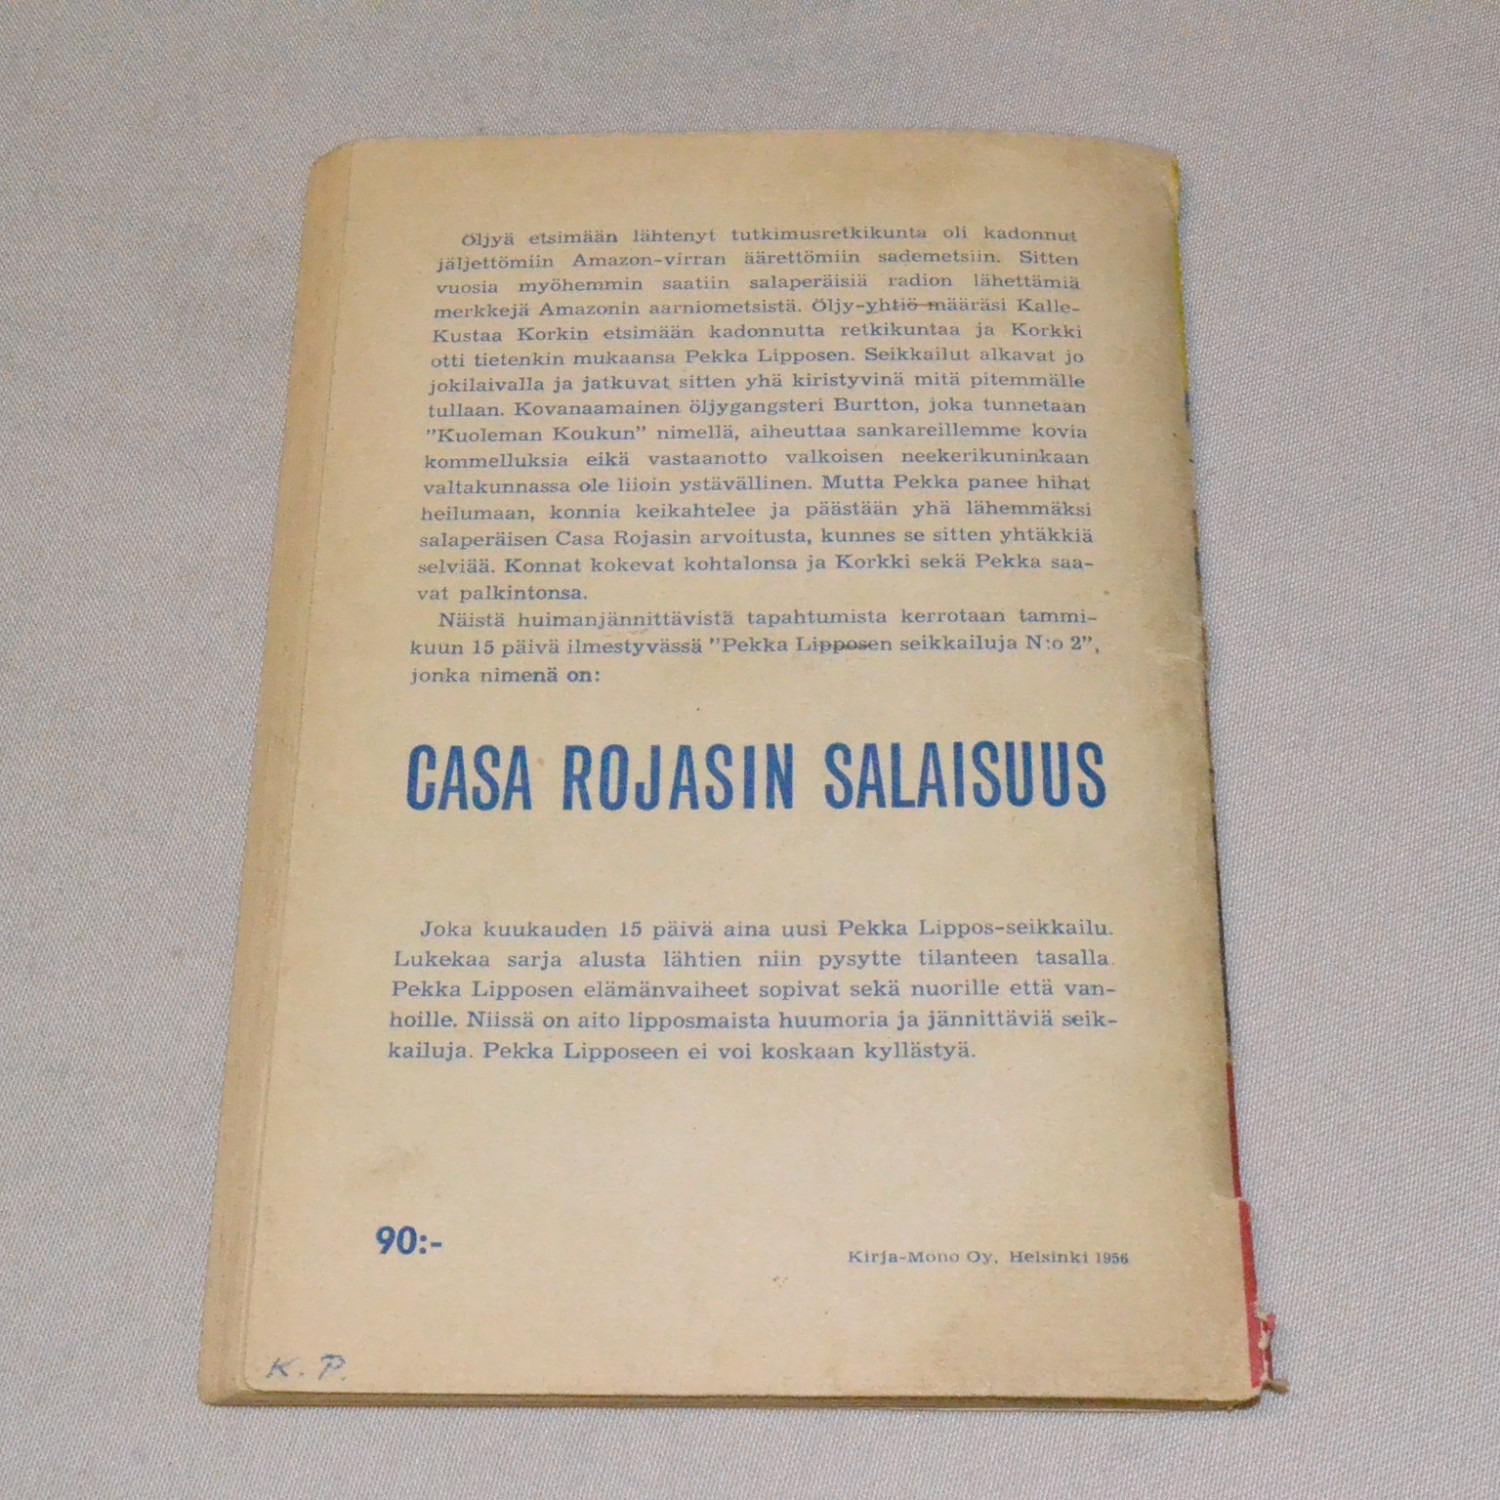 Öljyä etsimään lähtenyt tutkimusretkikunta oli kadonnut
jäljettömiin Amazon-virran äärettömiin sademetsiin. Sitten
vuosia myöhemmin saatiin salaperäisiä radion lähettämiä
merkkejä Amazonin aarniometsistä. Öljy-yhtiö määräsi Kalle-
Kustaa Korkin etsimään kadonnutta retkikuntaa ja Korkki
otti tietenkin mukaansa Pekka Lipposen. Seikkailut alkavat jo
jokilaivalla ja jatkuvat sitten yhä kiristyvinä mitä pitemmälle
tullaan. Kovanaamainen öljygangsteri Burtton, joka tunnetaan
"Kuoleman Koukun" nimellä, aiheuttaa sankareillemme kovia
kommelluksia eikä vastaanotto valkoisen neekerikuninkaan
valtakunnassa ole liioin ystävällinen. Mutta Pekka panee hihat
heilumaan, konnia keikahtelee ja päästään yhä lähemmäksi
salaperäisen Casa Rojasin arvoitusta, kunnes se sitten yhtäkkiä
selviää. Konnat kokevat kohtalonsa ja Korkki sekä Pekka saa-
vat palkintonsa.
Näistä huimanjännittävistä tapahtumista kerrotaan tammi-
kuun 15 päivä ilmestyvässä "Pekka Lipposen seikkailuja N:o 2",
jonka nimenä on:
CASA ROJASIN SALAISUUS
Joka kuukauden 15 päivä aina uusi Pekka Lippos-seikkailu.
Lukekaa sarja alusta lähtien niin pysytte tilanteen tasalla.
Pekka Lipposen elämänvaiheet sopivat sekä nuorille että van-
hoille. Niissä on aito lipposmaista huumoria ja jännittäviä seik-
kailuja. Pekka Lipposeen ei voi koskaan kyllästyä.
90:-
Kirja-Mono Oy, Helsinki 1956
K. P.